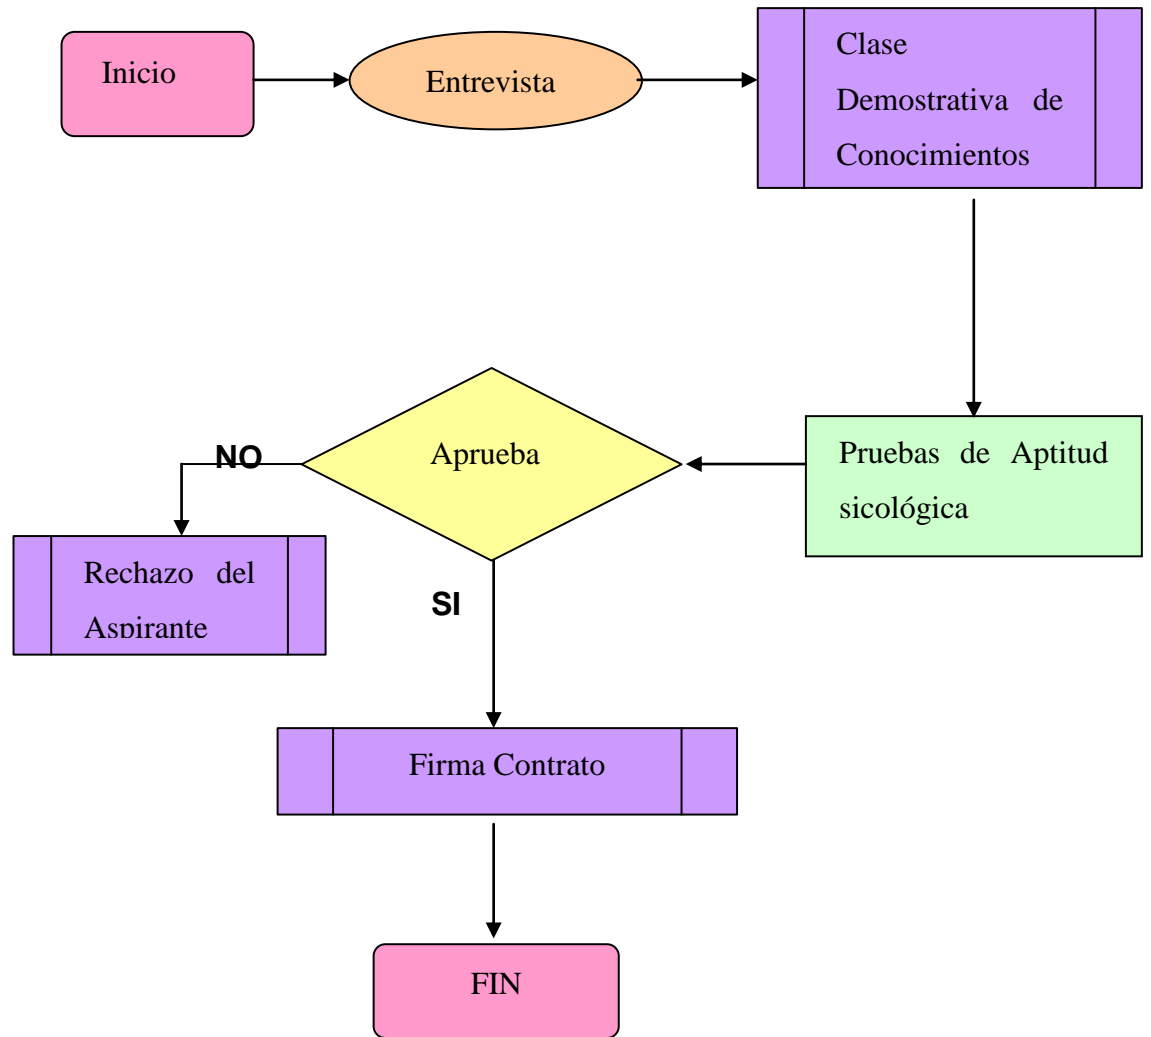 Inicio
Entrevista
Clase
Demostrativa de
Conocimientos
Pruebas de Aptitud
sicológica
Aprueba
NO
Rechazo del
Aspirante
SI
Firma Contrato
FIN